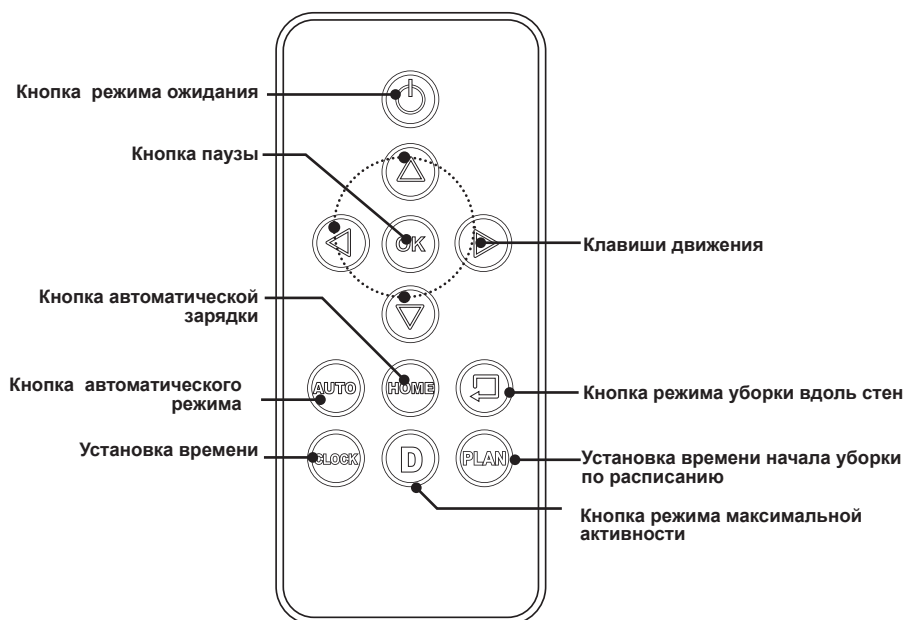 Кнопка режима ожидания
Кнопка паузы
OK
Клавиши движения
Кнопка автоматической
зарядки
Кнопка автоматического
режима
AUTO
HOME
Кнопка режима уборки вдоль стен
Установка времени
CLOCK
D
PLAN
Установка времени начала уборки
по расписанию
Кнопка режима максимальной
активности